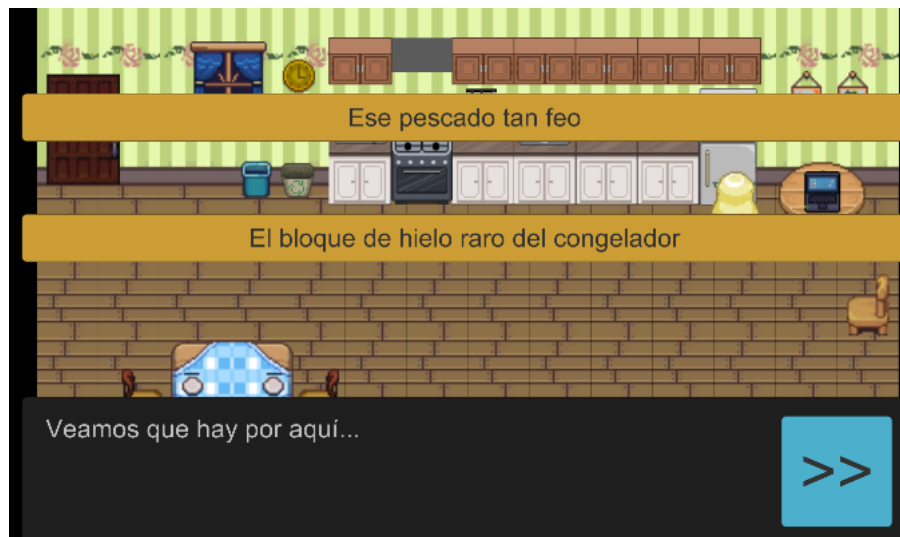 Ese pescado tan feo
El bloque de hielo raro del congelador
Veamos que hay por aquí...
>>